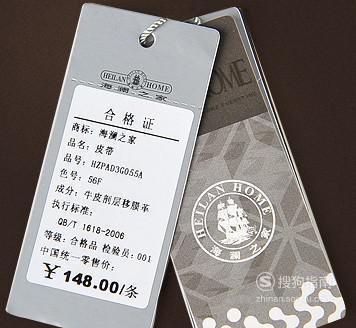 HEILAN HOME
海澜之家
合格证
商标：海澜之家
品名：皮带
品号：HZPAD3G055A
色号：56F
成分：牛皮剖层移膜革
执行标准：
QB/T 1618-2006
等级：合格品 检验员：001
中国统一零售价：
￥148.00/条
HOME
HEILAN HOME
海澜之家
搜狗指南
zhinan.sogou.com